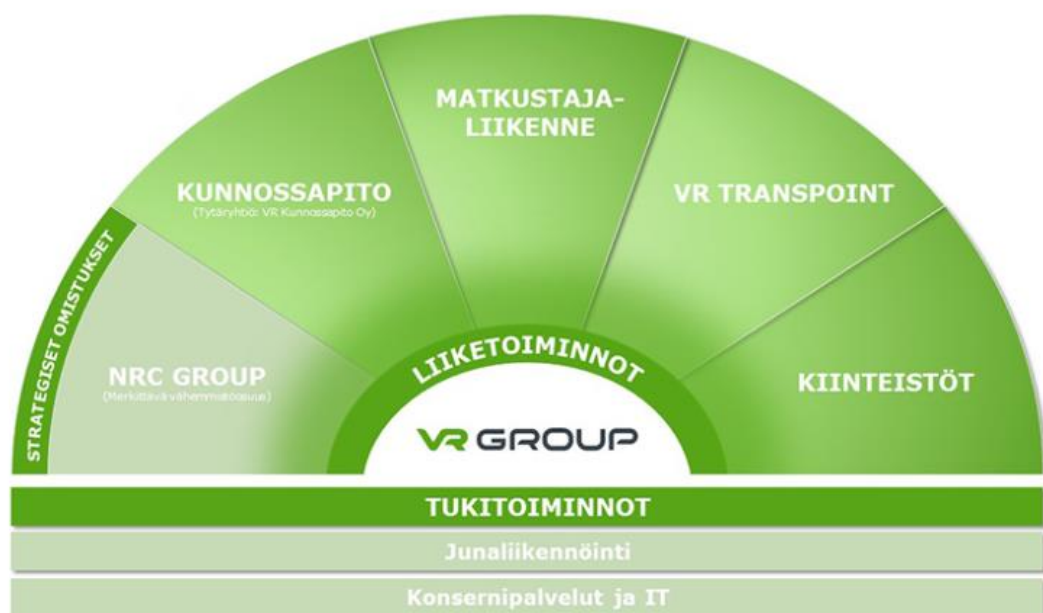 MATKUSTAJA-
LIIKENNE
KUNNOSSAPITO
(Tytäryhtiö: VR Kunnossapito Oy)
VR TRANSPOINT
STRATEGISET OMISTUKSET
NRC GROUP
(Merkittävä vähemmistöosuus)
KIINTEISTÖT
LIIKETOIMINNOT
VR GROUP
TUKITOIMINNOT
Junaliikennöinti
Konsernipalvelut ja IT